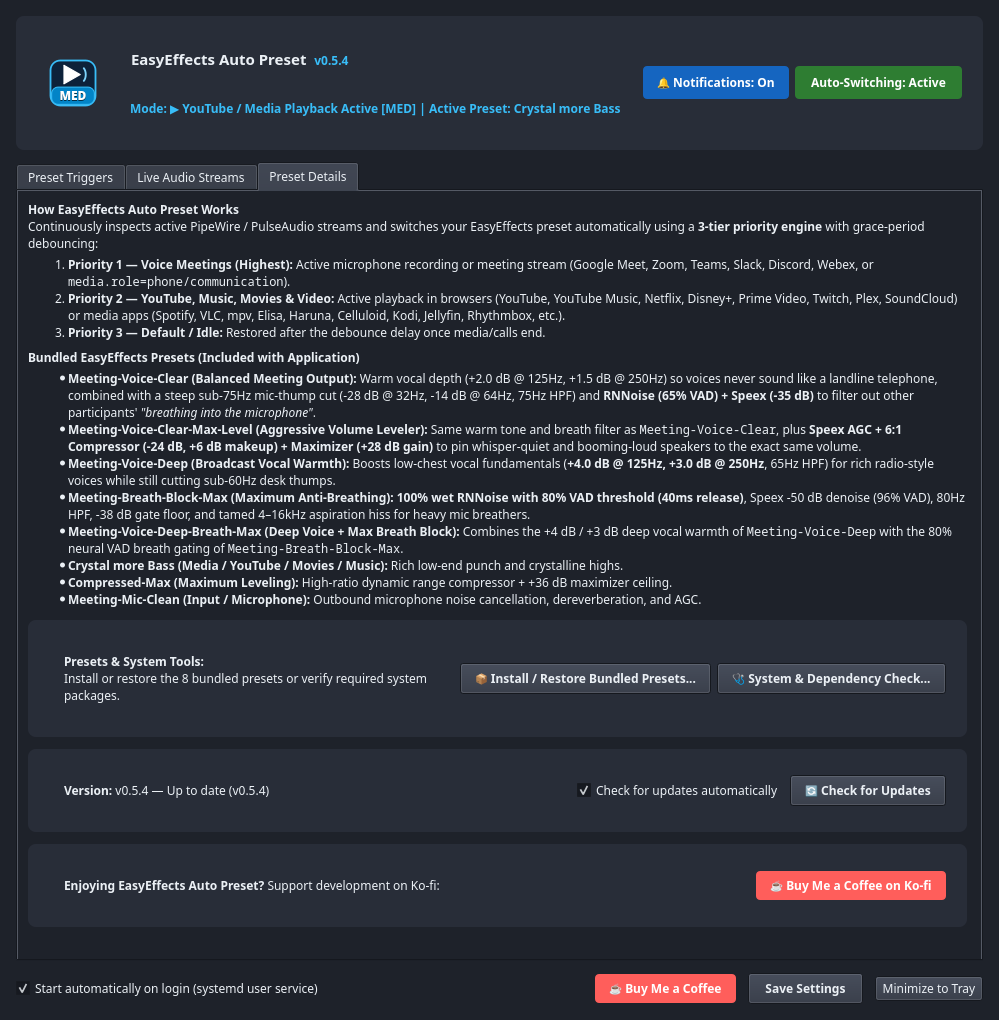 EasyEffects Auto Preset v0.5.4
🔔 Notifications: On
Auto-Switching: Active
MED
Mode: ▶ YouTube / Media Playback Active [MED] | Active Preset: Crystal more Bass
Preset Triggers
Live Audio Streams
Preset Details
How EasyEffects Auto Preset Works
Continuously inspects active PipeWire / PulseAudio streams and switches your EasyEffects preset automatically using a 3-tier priority engine with grace-period
debouncing:
1. Priority 1 — Voice Meetings (Highest): Active microphone recording or meeting stream (Google Meet, Zoom, Teams, Slack, Discord, Webex, or
media.role=phone/communication).
2. Priority 2 — YouTube, Music, Movies & Video: Active playback in browsers (YouTube, YouTube Music, Netflix, Disney+, Prime Video, Twitch, Plex, SoundCloud)
or media apps (Spotify, VLC, mpv, Elisa, Haruna, Celluloid, Kodi, Jellyfin, Rhythmbox, etc.).
3. Priority 3 — Default / Idle: Restored after the debounce delay once media/calls end.
Bundled EasyEffects Presets (Included with Application)
• Meeting-Voice-Clear (Balanced Meeting Output): Warm vocal depth (+2.0 dB @ 125Hz, +1.5 dB @ 250Hz) so voices never sound like a landline telephone,
combined with a steep sub-75Hz mic-thump cut (-28 dB @ 32Hz, -14 dB @ 64Hz, 75Hz HPF) and RNNoise (65% VAD) + Speex (-35 dB) to filter out other
participants' "breathing into the microphone".
• Meeting-Voice-Clear-Max-Level (Aggressive Volume Leveler): Same warm tone and breath filter as Meeting-Voice-Clear, plus Speex AGC + 6:1
Compressor (-24 dB, +6 dB makeup) + Maximizer (+28 dB gain) to pin whisper-quiet and booming-loud speakers to the exact same volume.
• Meeting-Voice-Deep (Broadcast Vocal Warmth): Boosts low-chest vocal fundamentals (+4.0 dB @ 125Hz, +3.0 dB @ 250Hz, 65Hz HPF) for rich radio-style
voices while still cutting sub-60Hz desk thumps.
• Meeting-Breath-Block-Max (Maximum Anti-Breathing): 100% wet RNNoise with 80% VAD threshold (40ms release), Speex -50 dB denoise (96% VAD), 80Hz
HPF, -38 dB gate floor, and tamed 4–16kHz aspiration hiss for heavy mic breathers.
• Meeting-Voice-Deep-Breath-Max (Deep Voice + Max Breath Block): Combines the +4 dB / +3 dB deep vocal warmth of Meeting-Voice-Deep with the 80%
neural VAD breath gating of Meeting-Breath-Block-Max.
• Crystal more Bass (Media / YouTube / Movies / Music): Rich low-end punch and crystalline highs.
• Compressed-Max (Maximum Leveling): High-ratio dynamic range compressor + +36 dB maximizer ceiling.
• Meeting-Mic-Clean (Input / Microphone): Outbound microphone noise cancellation, dereverberation, and AGC.
Presets & System Tools:
Install or restore the 8 bundled presets or verify required system
packages.
📦 Install / Restore Bundled Presets...
🩺 System & Dependency Check...
Version: v0.5.4 — Up to date (v0.5.4)
✓ Check for updates automatically
🔄 Check for Updates
Enjoying EasyEffects Auto Preset? Support development on Ko-fi:
☕ Buy Me a Coffee on Ko-fi
✓ Start automatically on login (systemd user service)
☕ Buy Me a Coffee
Save Settings
Minimize to Tray